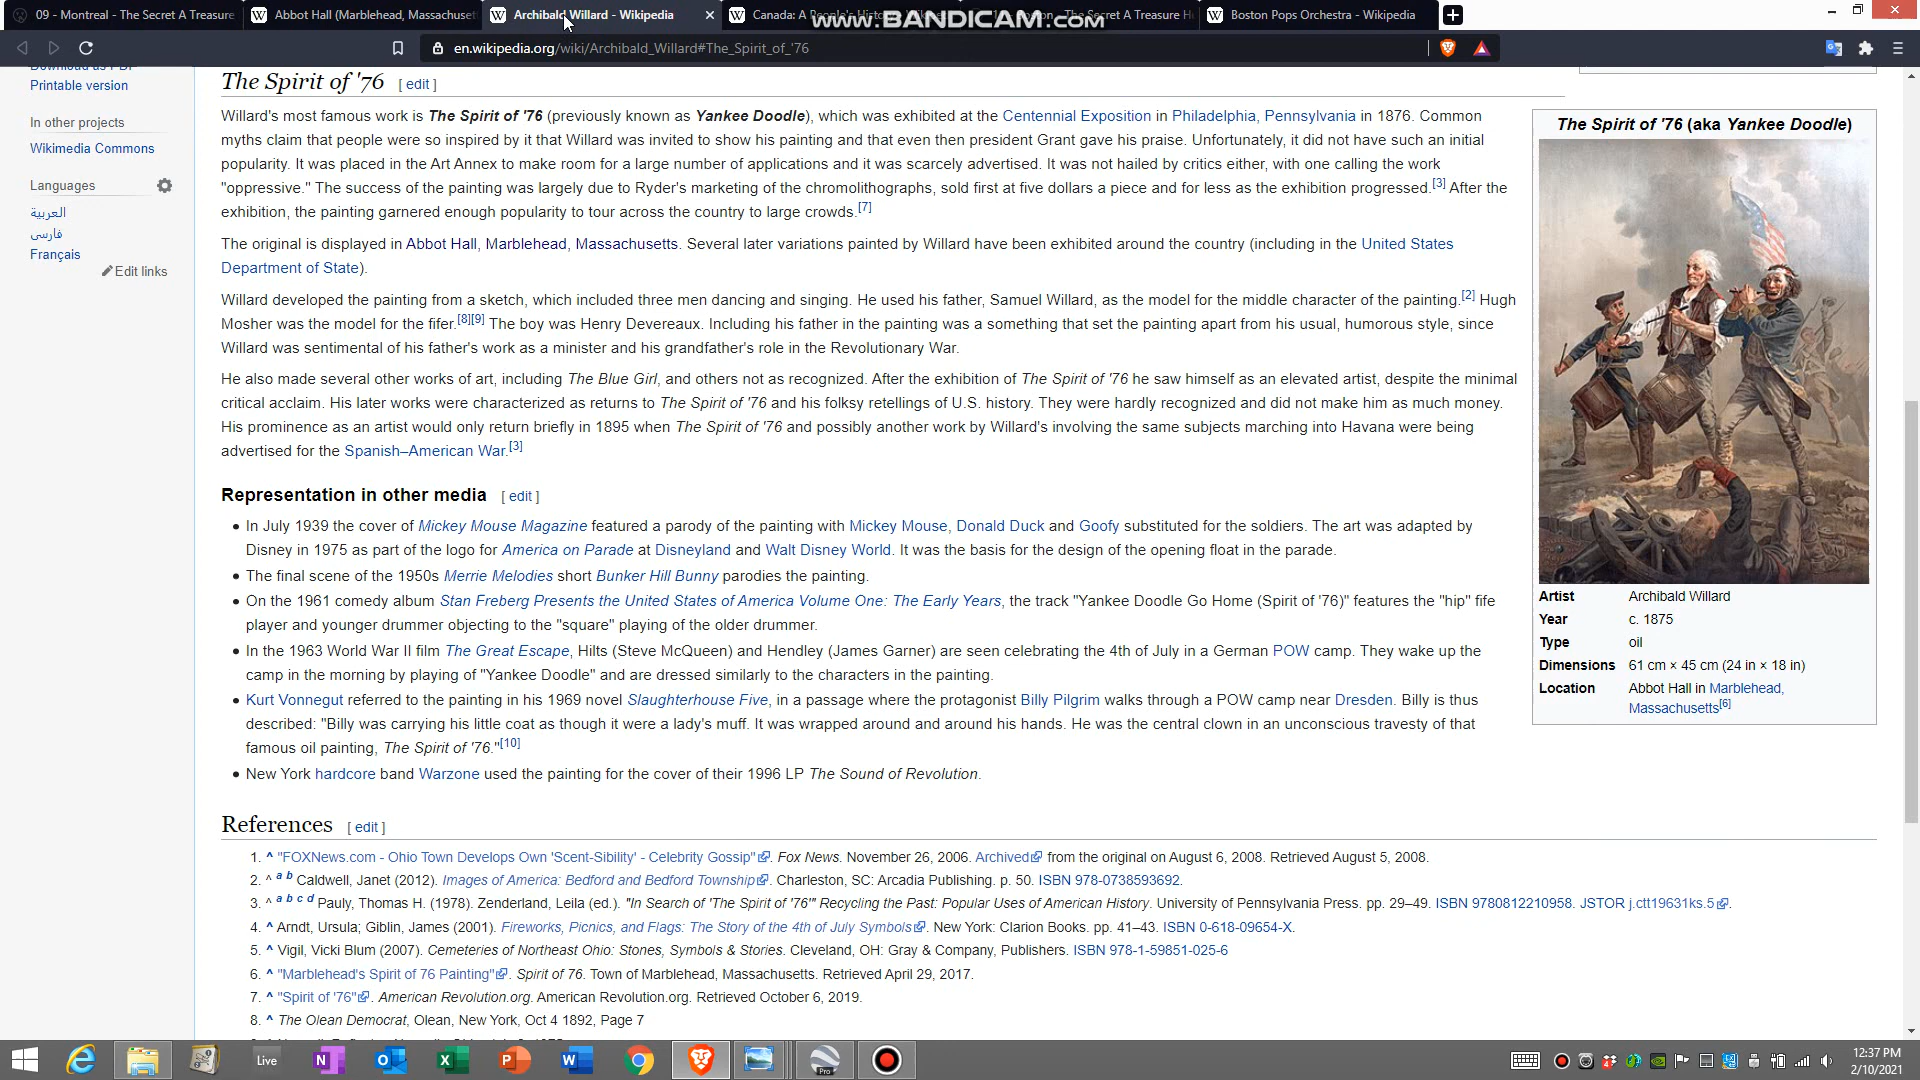 09 - Montreal - The Secret A Treasure
Abbot Hall (Marblehead, Massachuset
Archibald Willard - Wikipedia
Canada: A People's Histo
The Secret A Treasure H
Boston Pops Orchestra - Wikipedia
www.BANDICAM.com
en.wikipedia.org/wiki/Archibald_Willard#The_Spirit_of_'76
Download as PDF
Printable version
In other projects
Wikimedia Commons
Languages
العربية
فارسی
Français
Edit links
The Spirit of '76 [ edit ]
Willard's most famous work is The Spirit of '76 (previously known as Yankee Doodle), which was exhibited at the Centennial Exposition in Philadelphia, Pennsylvania in 1876. Common
myths claim that people were so inspired by it that Willard was invited to show his painting and that even then president Grant gave his praise. Unfortunately, it did not have such an initial
popularity. It was placed in the Art Annex to make room for a large number of applications and it was scarcely advertised. It was not hailed by critics either, with one calling the work
"oppressive." The success of the painting was largely due to Ryder's marketing of the chromolithographs, sold first at five dollars a piece and for less as the exhibition progressed.[3] After the
exhibition, the painting garnered enough popularity to tour across the country to large crowds.[7]
The original is displayed in Abbot Hall, Marblehead, Massachusetts. Several later variations painted by Willard have been exhibited around the country (including in the United States
Department of State).
Willard developed the painting from a sketch, which included three men dancing and singing. He used his father, Samuel Willard, as the model for the middle character of the painting.[2] Hugh
Mosher was the model for the fifer.[8][9] The boy was Henry Devereaux. Including his father in the painting was a something that set the painting apart from his usual, humorous style, since
Willard was sentimental of his father's work as a minister and his grandfather's role in the Revolutionary War.
He also made several other works of art, including The Blue Girl, and others not as recognized. After the exhibition of The Spirit of '76 he saw himself as an elevated artist, despite the minimal
critical acclaim. His later works were characterized as returns to The Spirit of '76 and his folksy retellings of U.S. history. They were hardly recognized and did not make him as much money.
His prominence as an artist would only return briefly in 1895 when The Spirit of '76 and possibly another work by Willard's involving the same subjects marching into Havana were being
advertised for the Spanish–American War.[3]
Representation in other media [ edit ]
• In July 1939 the cover of Mickey Mouse Magazine featured a parody of the painting with Mickey Mouse, Donald Duck and Goofy substituted for the soldiers. The art was adapted by
Disney in 1975 as part of the logo for America on Parade at Disneyland and Walt Disney World. It was the basis for the design of the opening float in the parade.
• The final scene of the 1950s Merrie Melodies short Bunker Hill Bunny parodies the painting.
• On the 1961 comedy album Stan Freberg Presents the United States of America Volume One: The Early Years, the track "Yankee Doodle Go Home (Spirit of '76)" features the "hip" fife
player and younger drummer objecting to the "square" playing of the older drummer.
• In the 1963 World War II film The Great Escape, Hilts (Steve McQueen) and Hendley (James Garner) are seen celebrating the 4th of July in a German POW camp. They wake up the
camp in the morning by playing of "Yankee Doodle" and are dressed similarly to the characters in the painting.
• Kurt Vonnegut referred to the painting in his 1969 novel Slaughterhouse Five, in a passage where the protagonist Billy Pilgrim walks through a POW camp near Dresden. Billy is thus
described: "Billy was carrying his little coat as though it were a lady's muff. It was wrapped around and around his hands. He was the central clown in an unconscious travesty of that
famous oil painting, The Spirit of '76."[10]
• New York hardcore band Warzone used the painting for the cover of their 1996 LP The Sound of Revolution.
The Spirit of '76 (aka Yankee Doodle)
Artist Archibald Willard
Year c. 1875
Type oil
Dimensions 61 cm × 45 cm (24 in × 18 in)
Location Abbot Hall in Marblehead,
Massachusetts[6]
References [ edit ]
1. ^ "FOXNews.com - Ohio Town Develops Own 'Scent-Sibility' - Celebrity Gossip". Fox News. November 26, 2006. Archived from the original on August 6, 2008. Retrieved August 5, 2008.
2. ^ a b Caldwell, Janet (2012). Images of America: Bedford and Bedford Township. Charleston, SC: Arcadia Publishing. p. 50. ISBN 978-0738593692.
3. ^ a b c d Pauly, Thomas H. (1978). Zenderland, Leila (ed.). "In Search of 'The Spirit of '76'" Recycling the Past: Popular Uses of American History. University of Pennsylvania Press. pp. 29–49. ISBN 9780812210958. JSTOR j.ctt19631ks.5.
4. ^ Arndt, Ursula; Giblin, James (2001). Fireworks, Picnics, and Flags: The Story of the 4th of July Symbols. New York: Clarion Books. pp. 41–43. ISBN 0-618-09654-X.
5. ^ Vigil, Vicki Blum (2007). Cemeteries of Northeast Ohio: Stones, Symbols & Stories. Cleveland, OH: Gray & Company, Publishers. ISBN 978-1-59851-025-6
6. ^ "Marblehead's Spirit of 76 Painting". Spirit of 76. Town of Marblehead, Massachusetts. Retrieved April 29, 2017.
7. ^ "Spirit of '76". American Revolution.org. American Revolution.org. Retrieved October 6, 2019.
8. ^ The Olean Democrat, Olean, New York, Oct 4 1892, Page 7
Live
Pro
12:37 PM
2/10/2021